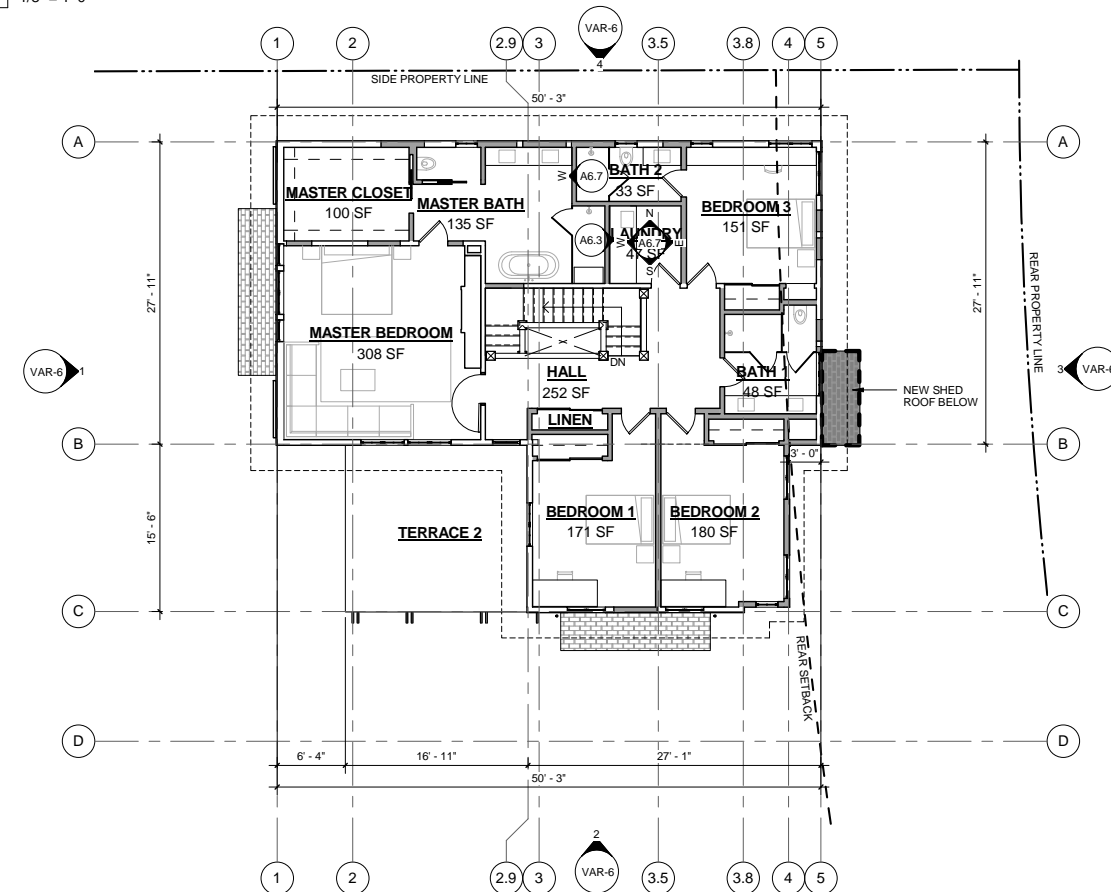 1 2 2.9 3 3.5 3.8 4 5
VAR-6
4
SIDE PROPERTY LINE
50' - 3"
A
A
27' - 11"
27' - 11"
MASTER CLOSET
100 SF
MASTER BATH
135 SF
W
A6.7
BATH 2
33 SF
BEDROOM 3
151 SF
A6.3
LAUNDRY
47 SF
N
W
A6.7
E
S
REAR PROPERTY LINE
MASTER BEDROOM
308 SF
DN
HALL
252 SF
BATH 1
48 SF
VAR-6
1
3
VAR-6
NEW SHED
ROOF BELOW
LINEN
B
B
3' - 0"
15' - 6"
TERRACE 2
BEDROOM 1
171 SF
BEDROOM 2
180 SF
C
C
REAR SETBACK
D
D
6' - 4"
16' - 11"
27' - 1"
50' - 3"
2
VAR-6
1 2 2.9 3 3.5 3.8 4 5